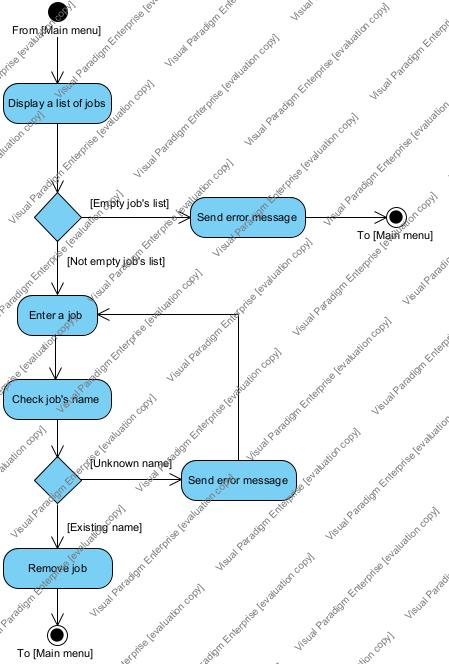 From [Main menu]
Display a list of jobs
[Empty job's list]
Send error message
To [Main menu]
[Not empty job's list]
Enter a job
Check job's name
[Unknown name]
Send error message
[Existing name]
Remove job
To [Main menu]
Visual Paradigm Enterprise [evaluation copy]